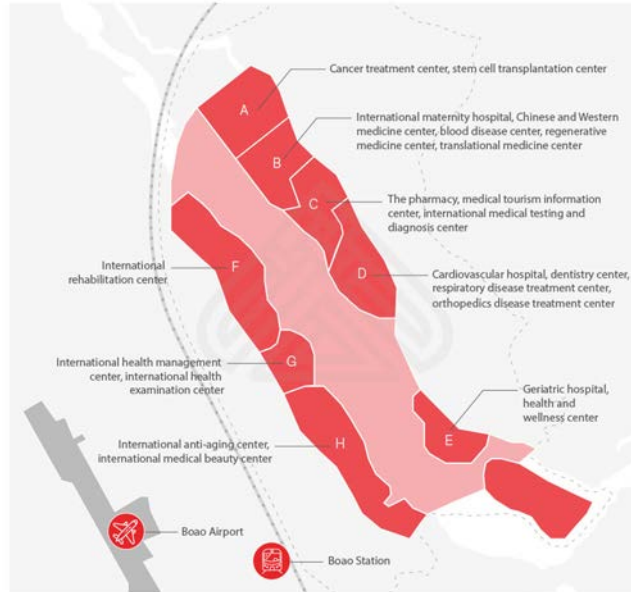 Cancer treatment center, stem cell transplantation center
A
International maternity hospital, Chinese and Western
medicine center, blood disease center, regenerative
medicine center, translational medicine center
B
The pharmacy, medical tourism information
center, international medical testing and
diagnosis center
C
International
rehabilitation center
F
D
Cardiovascular hospital, dentistry center,
respiratory disease treatment center,
orthopedics disease treatment center
International health management
center, international health
examination center
G
Geriatric hospital,
health and
wellness center
E
International anti-aging center,
international medical beauty center
H
Boao Airport
Boao Station